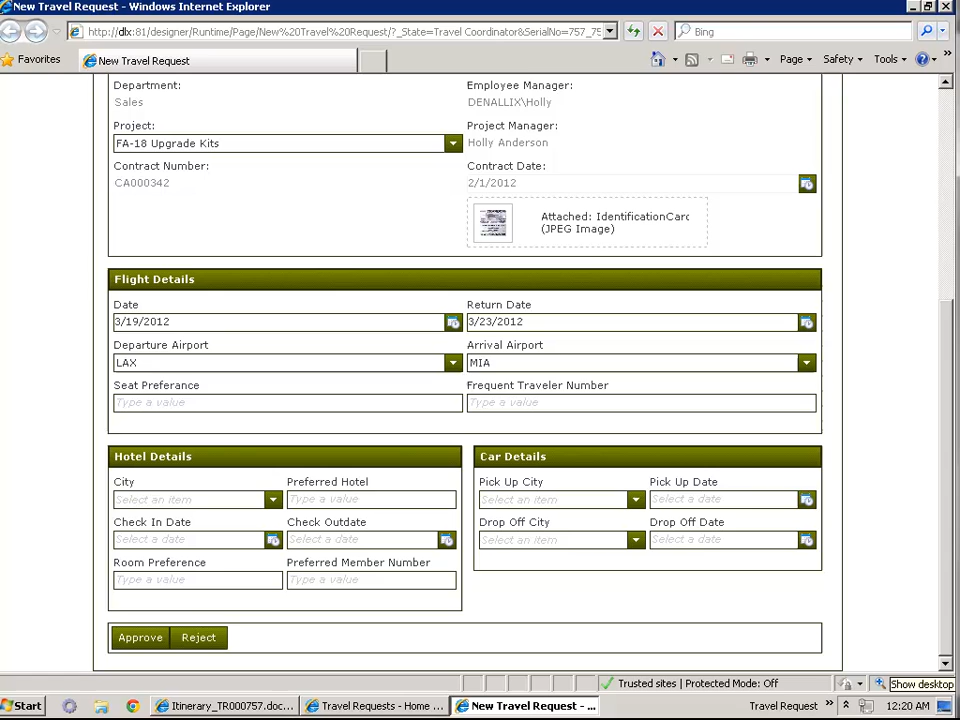 New Travel Request - Windows Internet Explorer
http://dlx:81/designer/Runtime/Page/New%20Travel%20Request/?_State=Travel Coordinator&SerialNo=757_75
Bing
Favorites
New Travel Request
Page
Safety
Tools
Department:
Employee Manager:
Sales
DENALLIX\Holly
Project:
Project Manager:
FA-18 Upgrade Kits
Holly Anderson
Contract Number:
Contract Date:
CA000342
2/1/2012
Attached: IdentificationCard
(JPEG Image)
Flight Details
Date
Return Date
3/19/2012
3/23/2012
Departure Airport
Arrival Airport
LAX
MIA
Seat Preferance
Frequent Traveler Number
Type a value
Type a value
Hotel Details
Car Details
City
Preferred Hotel
Pick Up City
Pick Up Date
Select an item
Type a value
Select an item
Select a date
Check In Date
Check Outdate
Drop Off City
Drop Off Date
Select a date
Select a date
Select an item
Select a date
Room Preference
Preferred Member Number
Type a value
Type a value
Approve
Reject
Trusted sites | Protected Mode: Off
Show desktop
Start
Itinerary_TR000757.doc...
Travel Requests - Home ...
New Travel Request - ...
Travel Request
12:20 AM